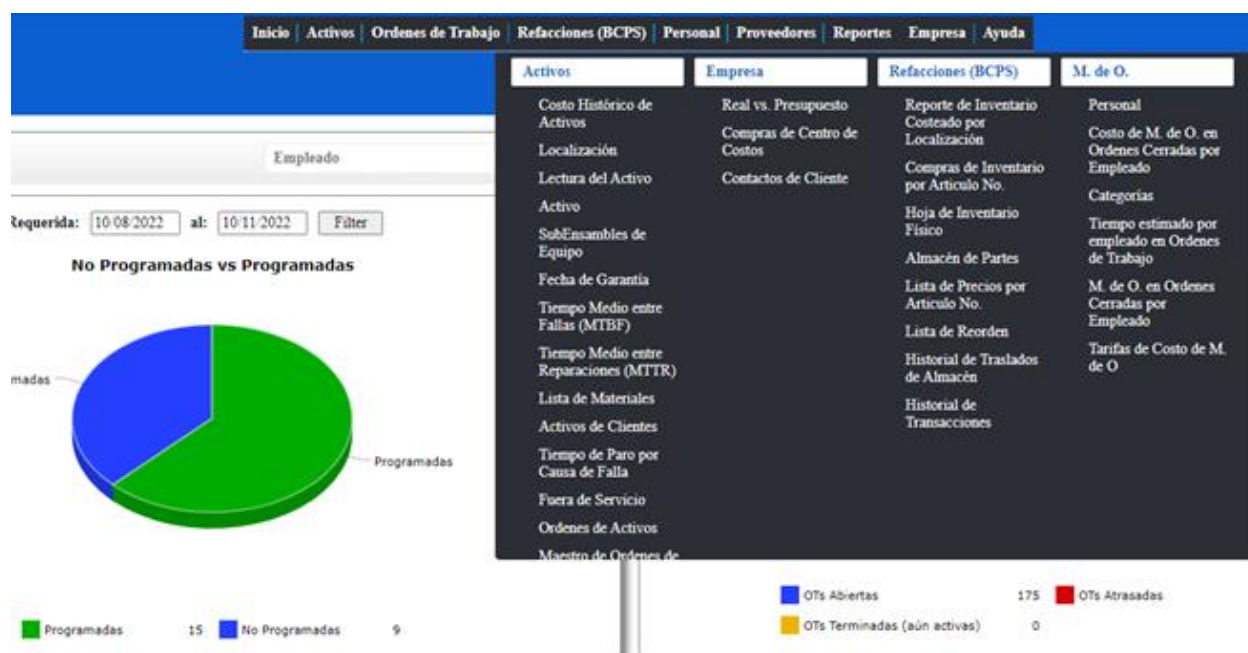 Inicio Activos Ordenes de Trabajo Refacciones (BCPS) Personal Proveedores Reportes Empresa Ayuda
Activos
Costo Histórico de
Activos
Localización
Lectura del Activo
Activo
SubEnsambles de
Equipo
Fecha de Garantía
Tiempo Medio entre
Fallas (MTBF)
Tiempo Medio entre
Reparaciones (MTTR)
Lista de Materiales
Activos de Clientes
Tiempo de Paro por
Causa de Falla
Fuera de Servicio
Ordenes de Activos
Maestro de Ordenes de
Empresa
Real vs. Presupuesto
Compras de Centro de
Costos
Contactos de Cliente
Refacciones (BCPS)
Reporte de Inventario
Costeado por
Localización
Compras de Inventario
por Articulo No.
Hoja de Inventario
Físico
Almacén de Partes
Lista de Precios por
Articulo No.
Lista de Reorden
Historial de Traslados
de Almacén
Historial de
Transacciones
M. de O.
Personal
Costo de M. de O. en
Ordenes Cerradas por
Empleado
Categorías
Tiempo estimado por
empleado en Ordenes
de Trabajo
M. de O. en Ordenes
Cerradas por
Empleado
Tarifas de Costo de M.
de O
Empleado
Requerida: 10/08/2022 al: 10/11/2022 Filter
No Programadas vs Programadas
madas
Programadas
Programadas 15 No Programadas 9
OTs Abiertas 175 OTs Atrasadas
OTs Terminadas (aún activas) 0